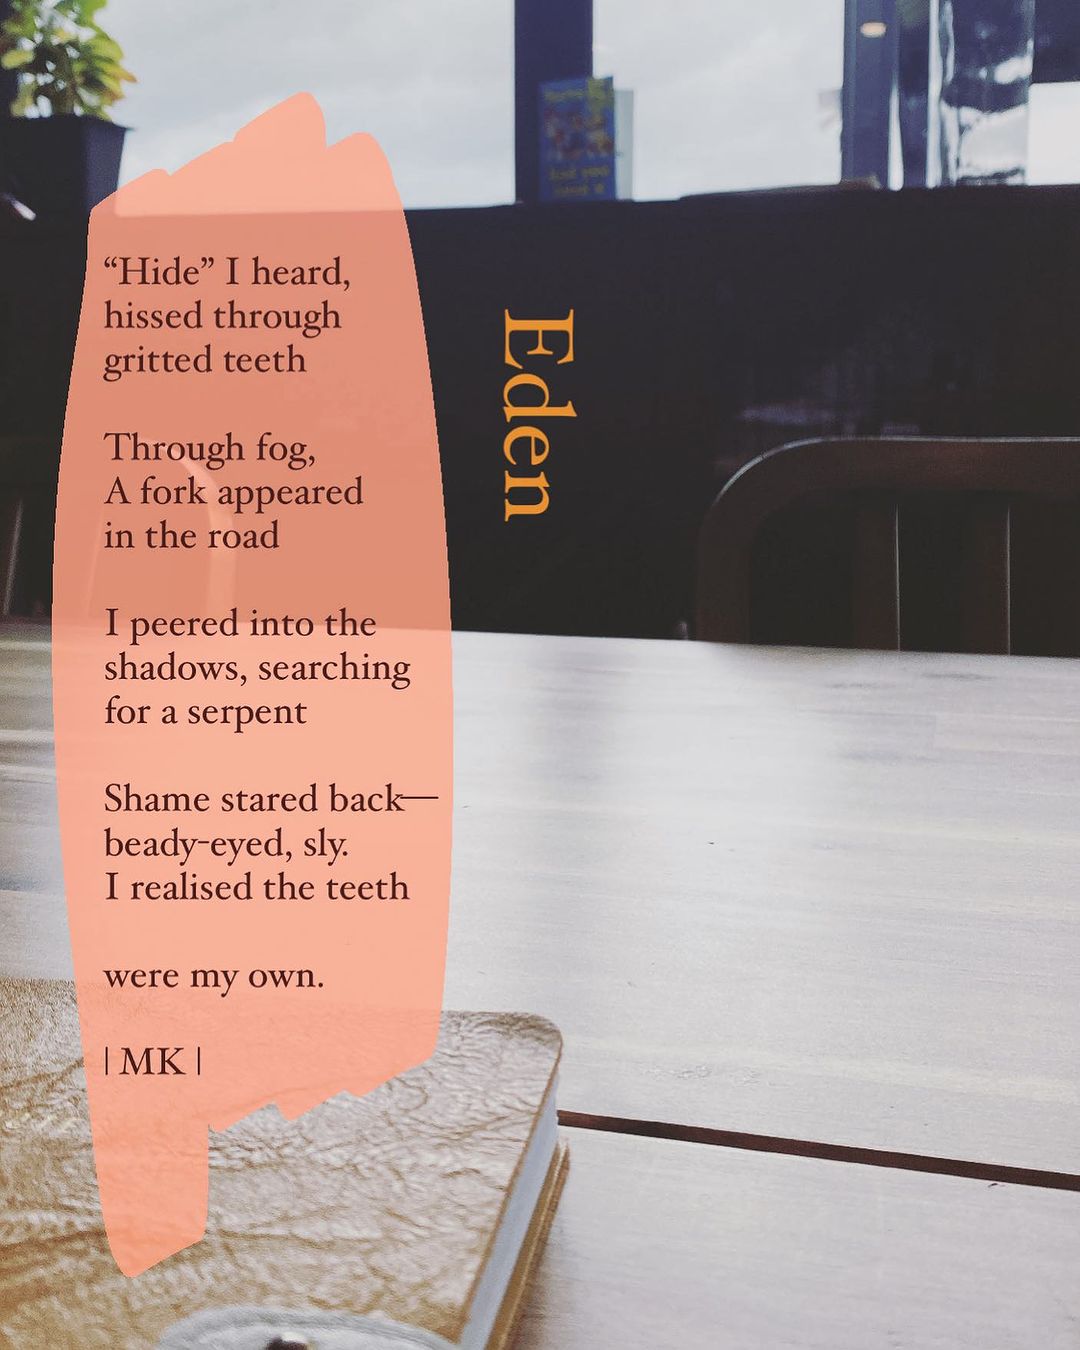 Eden
“Hide” I heard,
hissed through
gritted teeth
Through fog,
A fork appeared
in the road
I peered into the
shadows, searching
for a serpent
Shame stared back—
beady-eyed, sly.
I realised the teeth
were my own.
| MK |